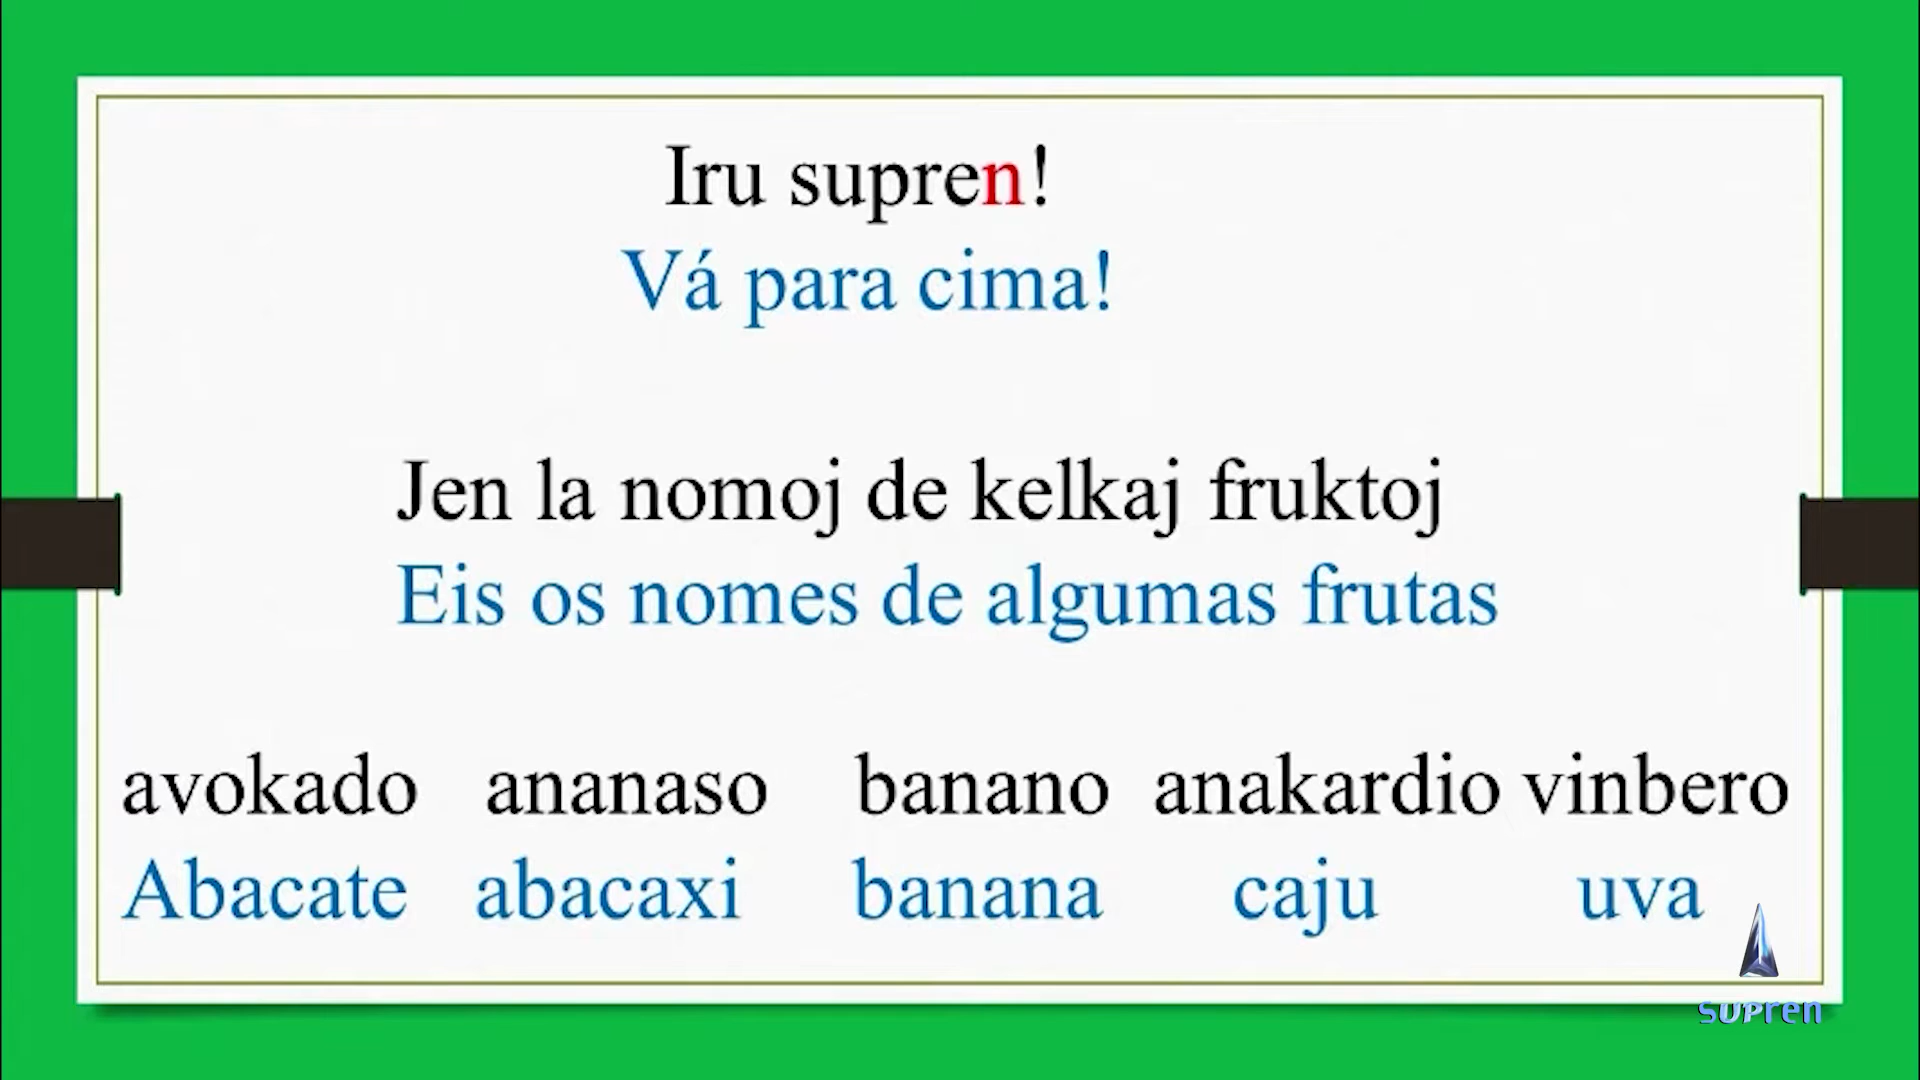 Iru supren!
Vá para cima!
Jen la nomoj de kelkaj fruktoj
Eis os nomes de algumas frutas
avokado ananaso banano anakardio vinbero
Abacate abacaxi banana caju uva
supren